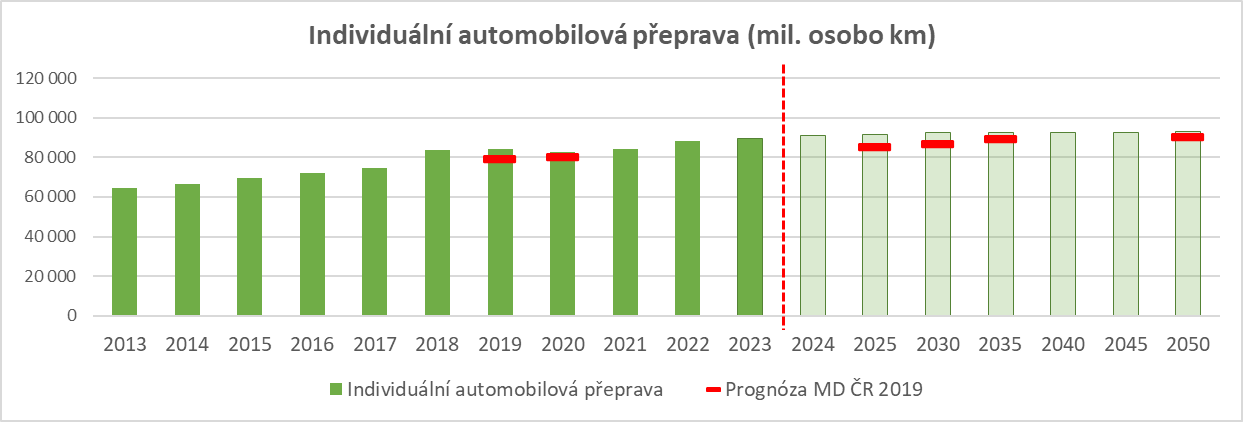 Individuální automobilová přeprava (mil. osobo km)
120 000
100 000
80 000
60 000
40 000
20 000
0
2013 2014 2015 2016 2017 2018 2019 2020 2021 2022 2023 2024 2025 2030 2035 2040 2045 2050
Individuální automobilová přeprava Prognóza MD ČR 2019